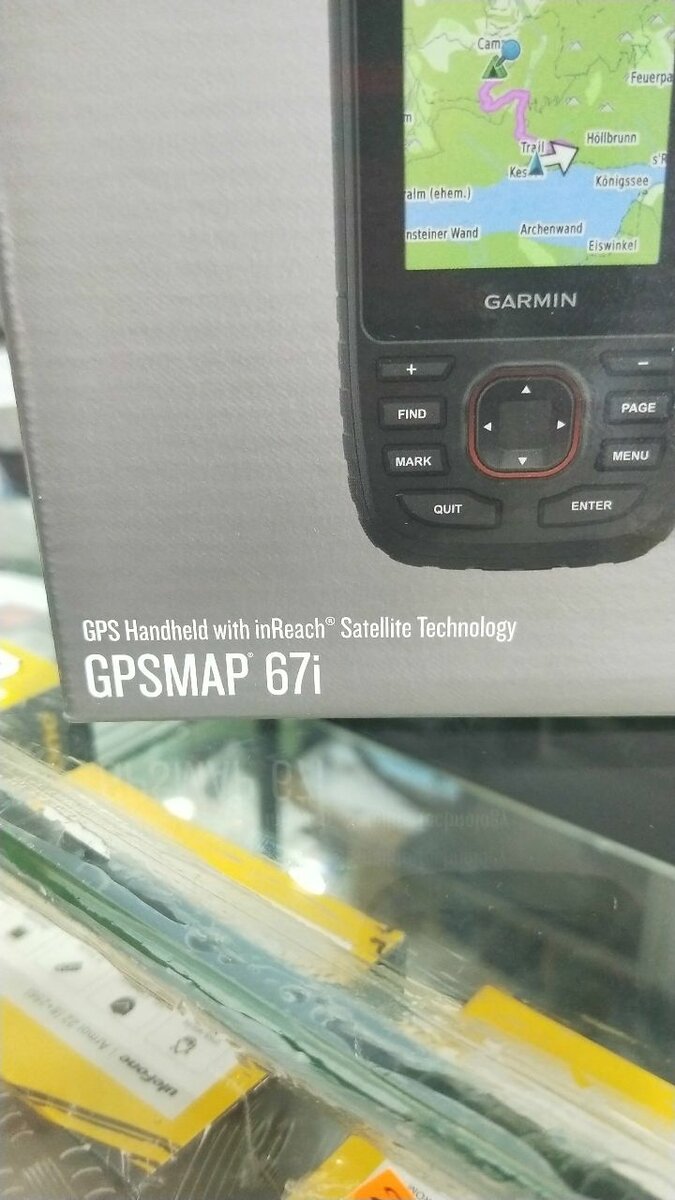 Cam
Feuerpa
m
Höllbrunn
Trail
s'R
Kes
Königssee
alm (ehem.)
nsteiner Wand
Archenwand
Eiswinkel
GARMIN
+
−
FIND
PAGE
MARK
MENU
QUIT
ENTER
GPS Handheld with inReach® Satellite Technology
GPSMAP® 67i
ulefone